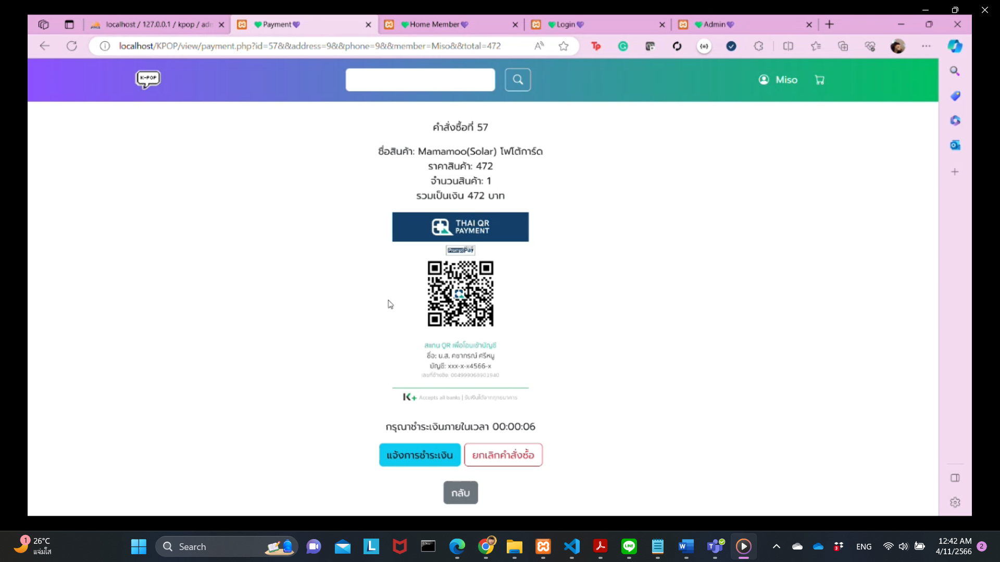 localhost / 127.0.0.1 / kpop / adm
💚Payment💜
💚Home Member💜
💚Login💜
💚Admin💜
localhost/KPOP/view/payment.php?id=57&&address=9&&phone=9&&member=Miso&&total=472
K-POP
Miso
คำสั่งซื้อที่ 57
ชื่อสินค้า: Mamamoo(Solar) โฟโต้การ์ด
ราคาสินค้า: 472
จำนวนสินค้า: 1
รวมเป็นเงิน 472 บาท
THAI QR
PAYMENT
PromptPay
สแกน QR เพื่อโอนเข้าบัญชี
ชื่อ: น.ส. คชาภรณ์ ศรีหนู
บัญชี: xxx-x-x4566-x
เลขที่อ้างอิง: 004999068901940
K+ Accepts all banks | รับเงินได้จากทุกธนาคาร
กรุณาชำระเงินภายในเวลา 00:00:06
แจ้งการชำระเงิน
ยกเลิกคำสั่งซื้อ
กลับ
1
26°C
แจ่มใส
Search
ENG
12:42 AM
4/11/2566
2